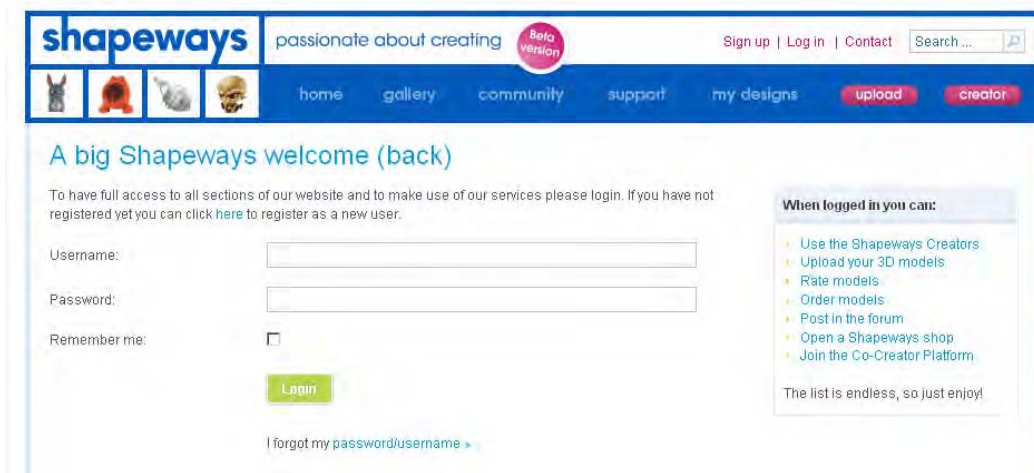 shapeways
passionate about creating
Beta version
Sign up | Log in | Contact
Search ...
home gallery community support my designs upload creator
A big Shapeways welcome (back)
To have full access to all sections of our website and to make use of our services please login. If you have not
registered yet you can click here to register as a new user.
Username:
Password:
Remember me:
Login
I forgot my password/username »
When logged in you can:
Use the Shapeways Creators
Upload your 3D models
Rate models
Order models
Post in the forum
Open a Shapeways shop
Join the Co-Creator Platform
The list is endless, so just enjoy!